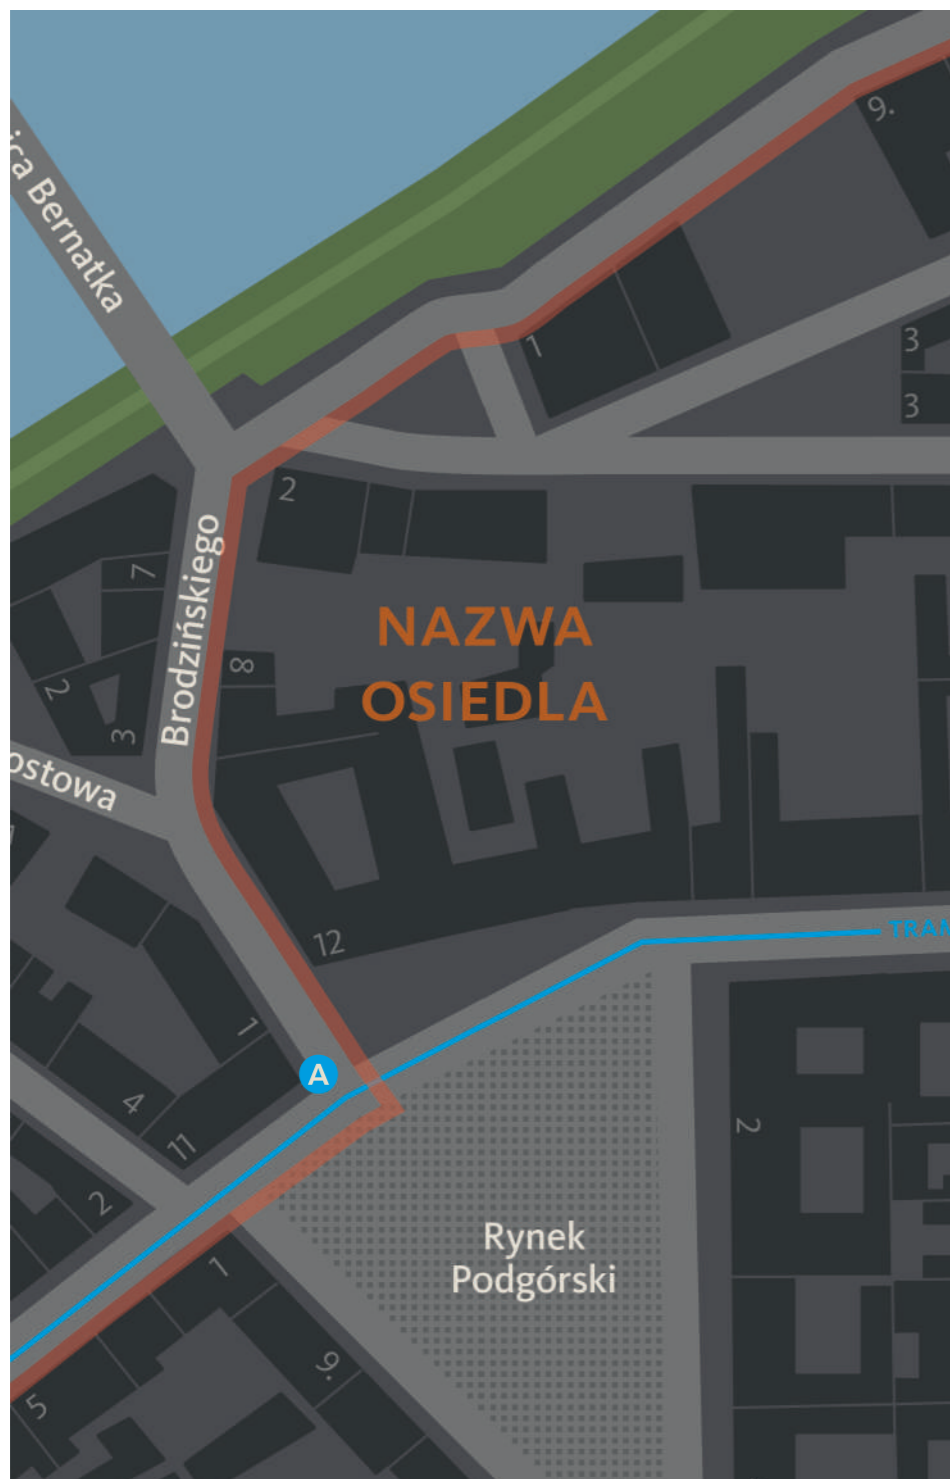 9.
ica Bernatka
3
1
3
2
Brodzińskiego
7
NAZWA
OSIEDLA
8
2
3
ostowa
12
TRAM
1
A
4
11
2
2
Rynek
Podgórski
1
9.
5